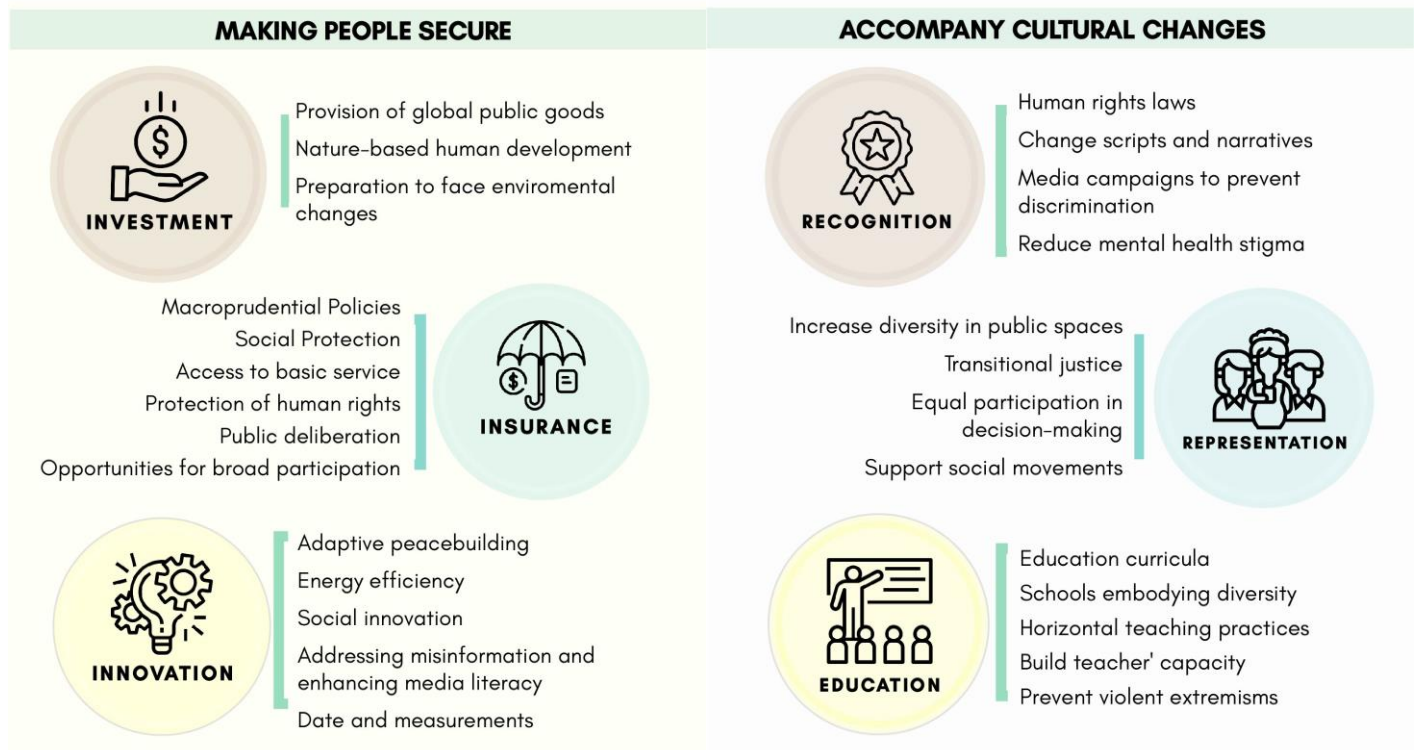 MAKING PEOPLE SECURE
INVESTMENT
Provision of global public goods
Nature-based human development
Preparation to face enviromental
changes
Macroprudential Policies
Social Protection
Access to basic service
Protection of human rights
Public deliberation
Opportunities for broad participation
INSURANCE
INNOVATION
Adaptive peacebuilding
Energy efficiency
Social innovation
Addressing misinformation and
enhancing media literacy
Date and measurements
ACCOMPANY CULTURAL CHANGES
RECOGNITION
Human rights laws
Change scripts and narratives
Media campaigns to prevent
discrimination
Reduce mental health stigma
Increase diversity in public spaces
Transitional justice
Equal participation in
decision-making
Support social movements
REPRESENTATION
EDUCATION
Education curricula
Schools embodying diversity
Horizontal teaching practices
Build teacher' capacity
Prevent violent extremisms